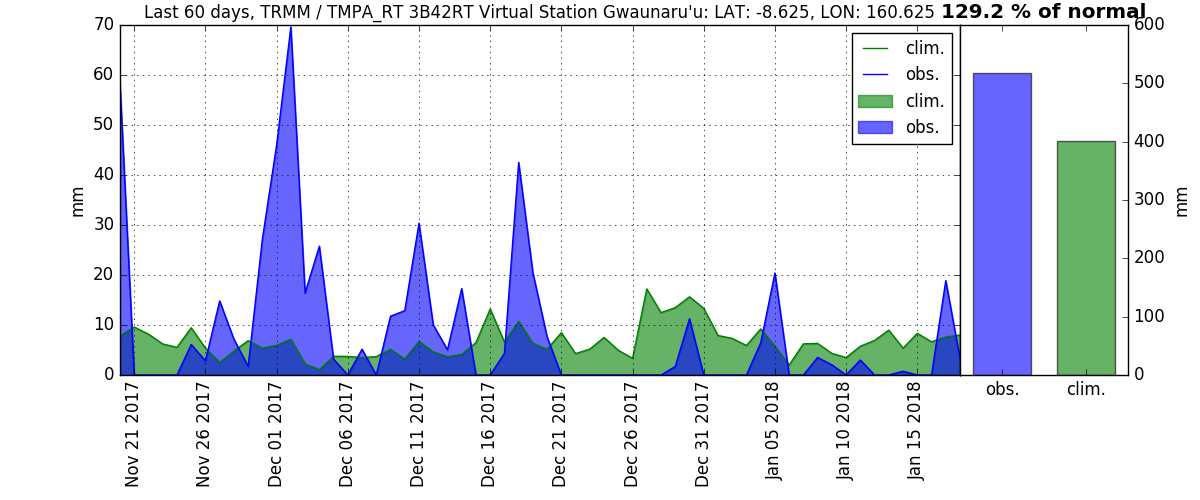 Last 60 days, TRMM / TMPA_RT 3B42RT Virtual Station Gwaunaru'u: LAT: -8.625, LON: 160.625 129.2 % of normal
70
60
50
40
30
20
10
0
mm
clim.
obs.
clim.
obs.
Nov 21 2017
Nov 26 2017
Dec 01 2017
Dec 06 2017
Dec 11 2017
Dec 16 2017
Dec 21 2017
Dec 26 2017
Dec 31 2017
Jan 05 2018
Jan 10 2018
Jan 15 2018
600
500
400
300
200
100
0
mm
obs. clim.